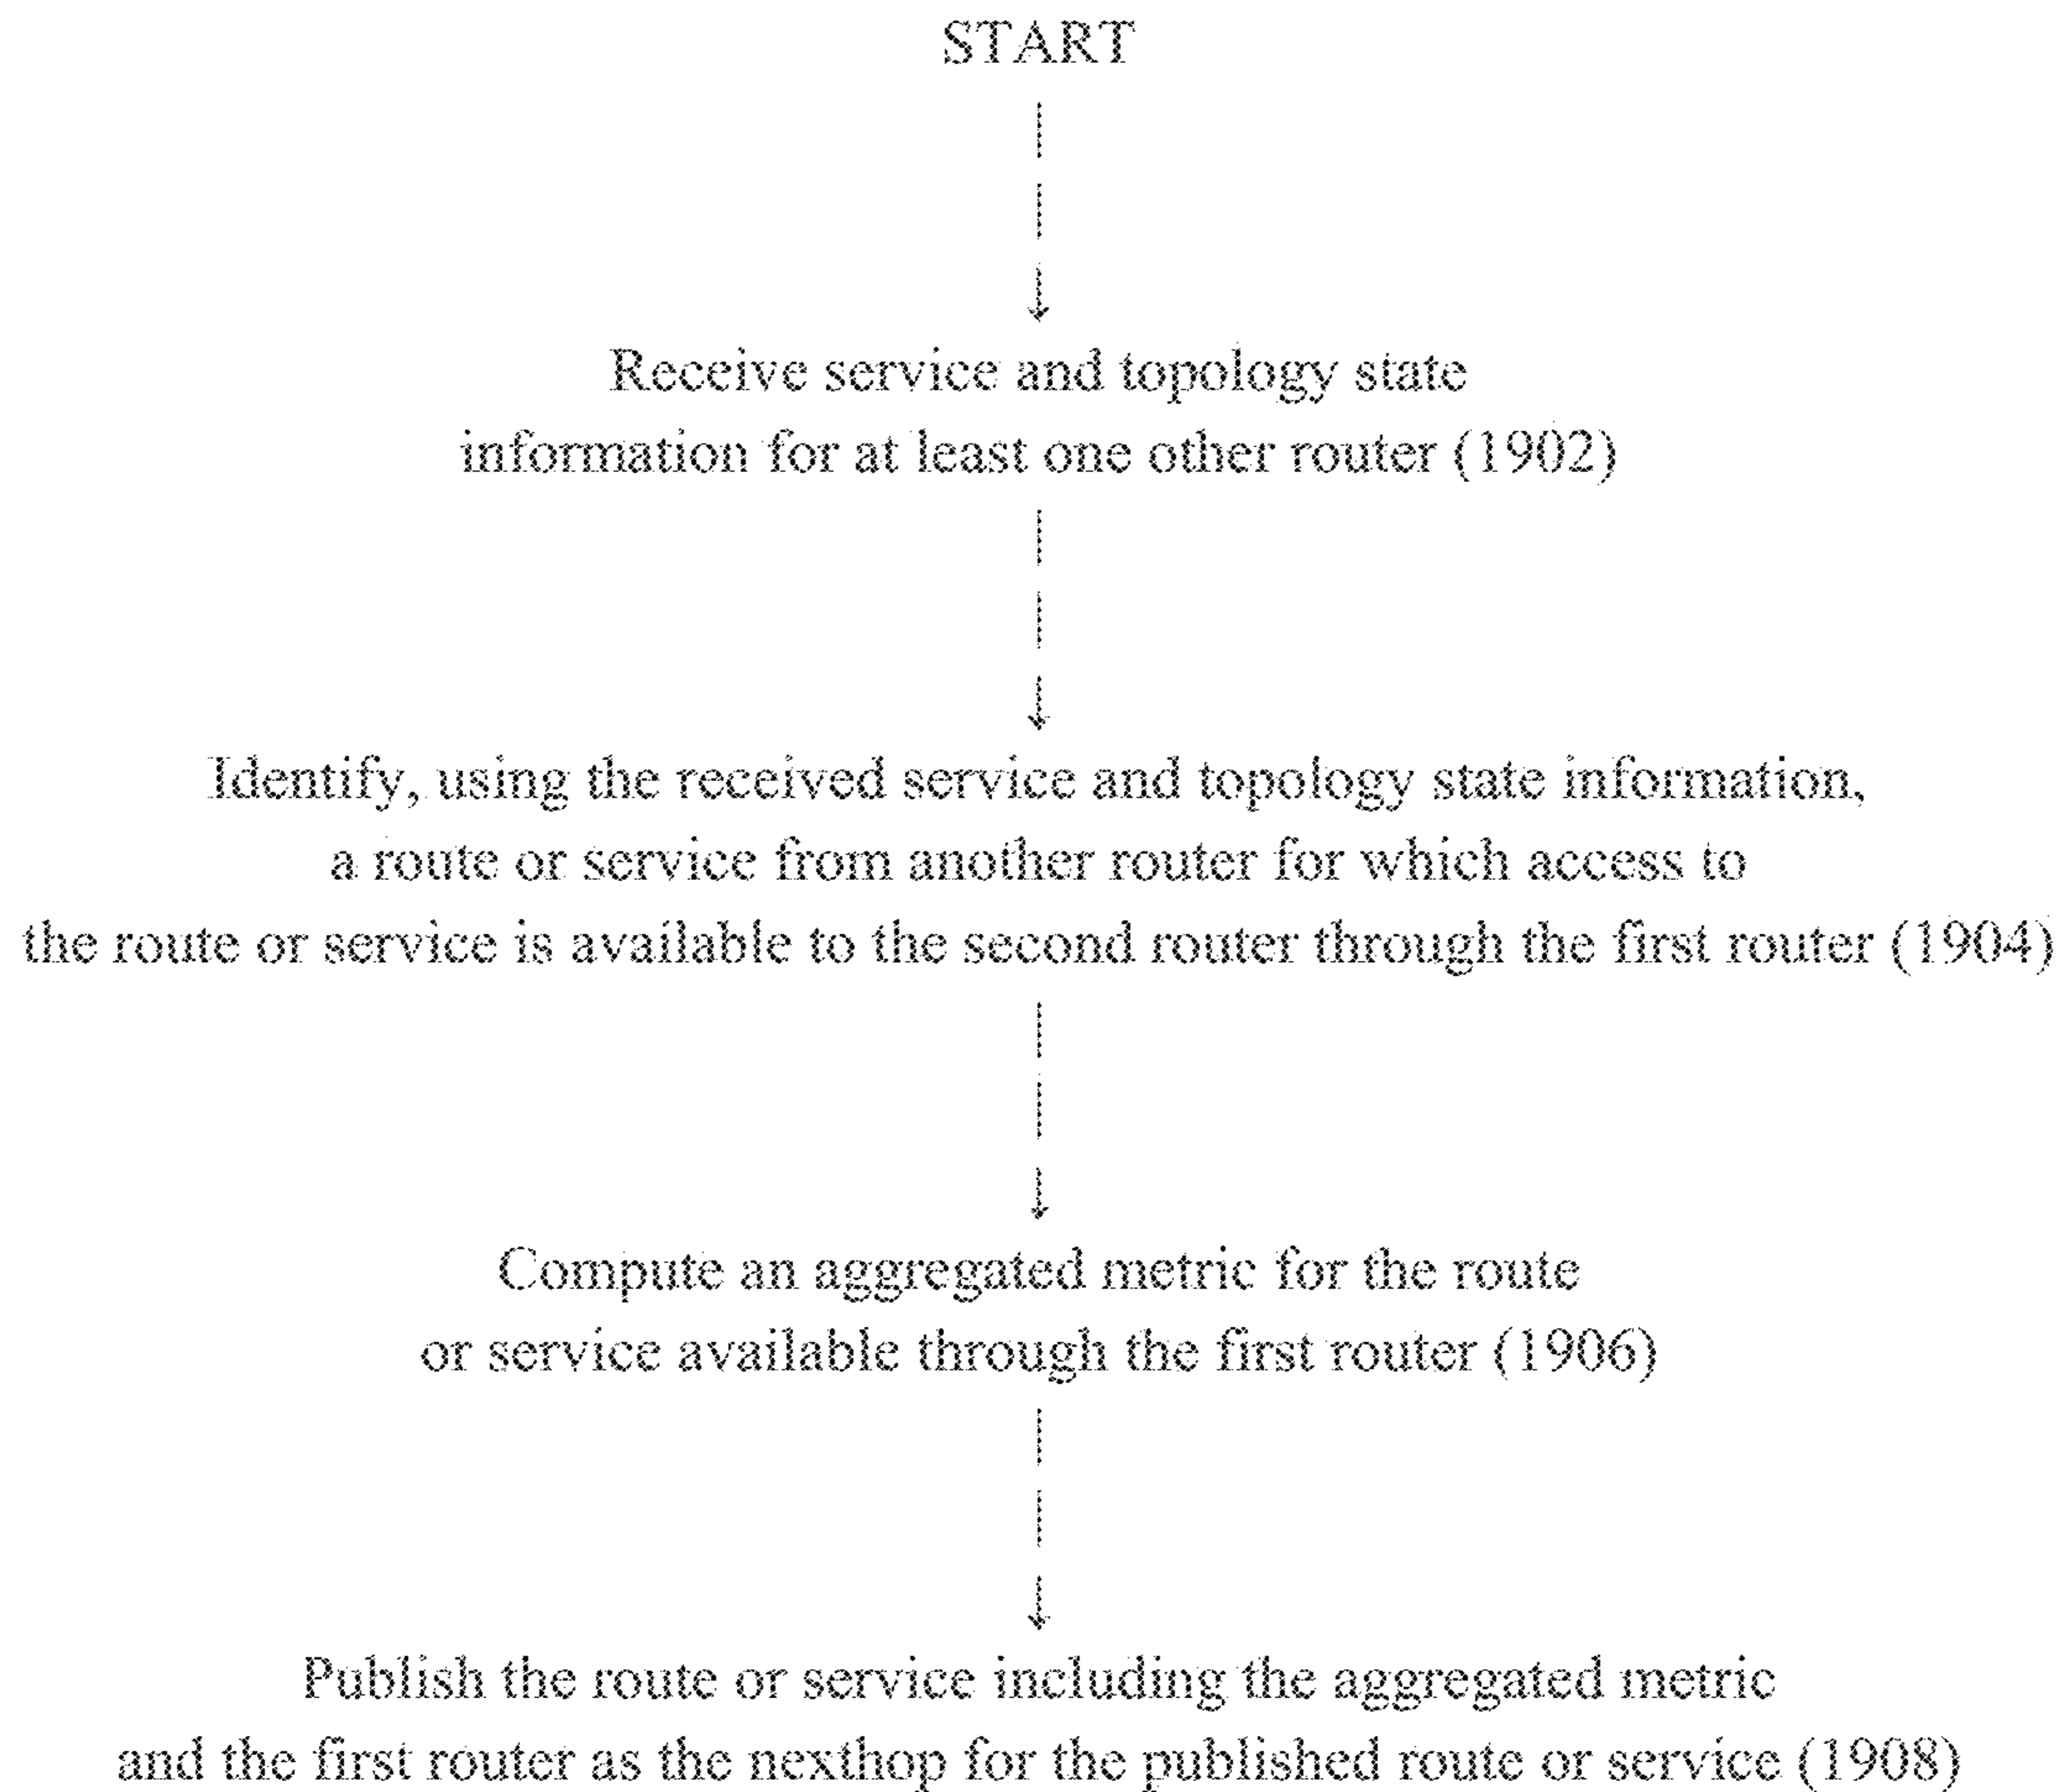 START
Receive service and topology state
information for at least one other router (1902)
Identify, using the received service and topology state information,
a route or service from another router for which access to
the route or service is available to the second router through the first router (1904)
Compute an aggregated metric for the route
or service available through the first router (1906)
Publish the route or service including the aggregated metric
and the first router as the nexthop for the published route or service (1908)